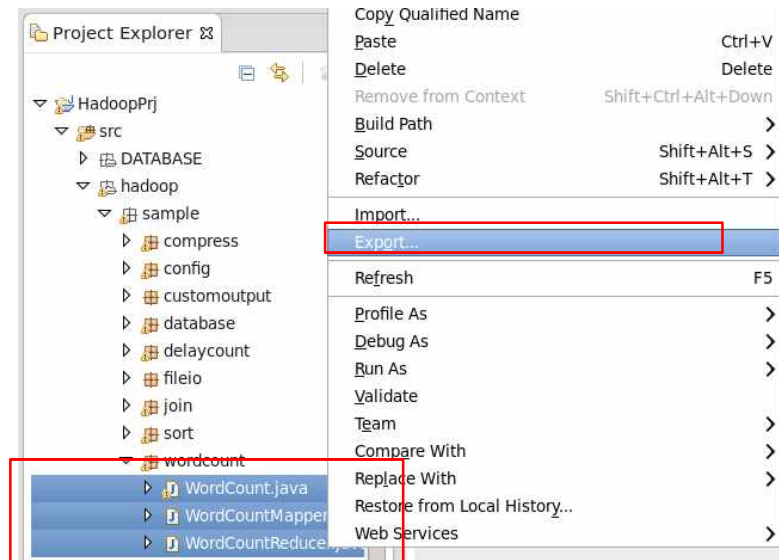 Project Explorer
HadoopPrj
src
DATABASE
hadoop
sample
compress
config
customoutput
database
delaycount
fileio
join
sort
wordcount
WordCount.java
WordCountMapper
WordCountReducer.java
Copy Qualified Name
Paste Ctrl+V
Delete Delete
Remove from Context Shift+Ctrl+Alt+Down
Build Path
Source Shift+Alt+S
Refactor Shift+Alt+T
Import...
Export...
Refresh F5
Profile As
Debug As
Run As
Validate
Team
Compare With
Replace With
Restore from Local History...
Web Services